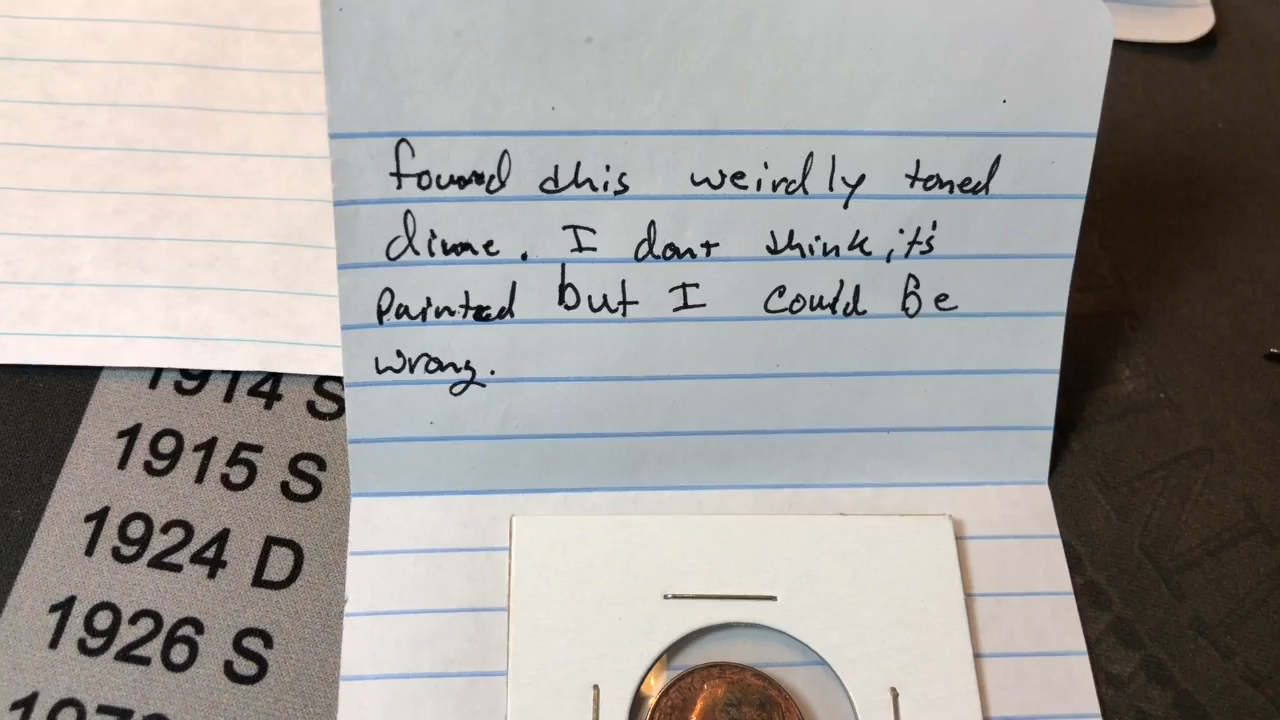 found this weirdly toned
dime. I dont think it's
painted but I could be
wrong.
1914 S
1915 S
1924 D
1926 S